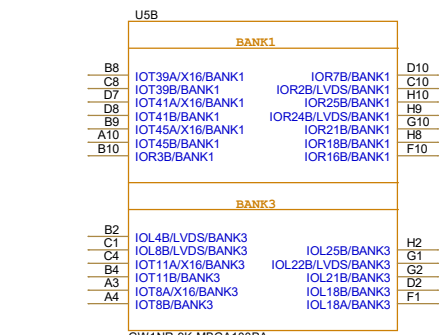 U5B
BANK1
B8 IOT39A/X16/BANK1 IOR7B/BANK1 D10
C8 IOT39B/BANK1 IOR2B/LVDS/BANK1 C10
D7 IOT41A/X16/BANK1 IOR25B/BANK1 H10
D8 IOT41B/BANK1 IOR24B/LVDS/BANK1 H9
B9 IOT45A/X16/BANK1 IOR21B/BANK1 G10
A10 IOT45B/BANK1 IOR18B/BANK1 H8
B10 IOR3B/BANK1 IOR16B/BANK1 F10
BANK3
B2 IOL4B/LVDS/BANK3
C1 IOL8B/LVDS/BANK3 IOL25B/BANK3 H2
C4 IOT11A/X16/BANK3 IOL22B/LVDS/BANK3 G1
B4 IOT11B/BANK3 IOL21B/BANK3 G2
A3 IOT8A/X16/BANK3 IOL18B/BANK3 D2
A4 IOT8B/BANK3 IOL18A/BANK3 F1